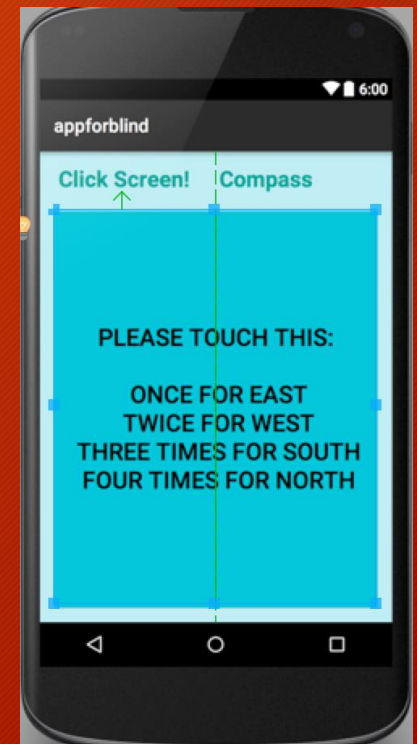 6:00
appforblind
Click Screen! Compass
PLEASE TOUCH THIS:
ONCE FOR EAST
TWICE FOR WEST
THREE TIMES FOR SOUTH
FOUR TIMES FOR NORTH